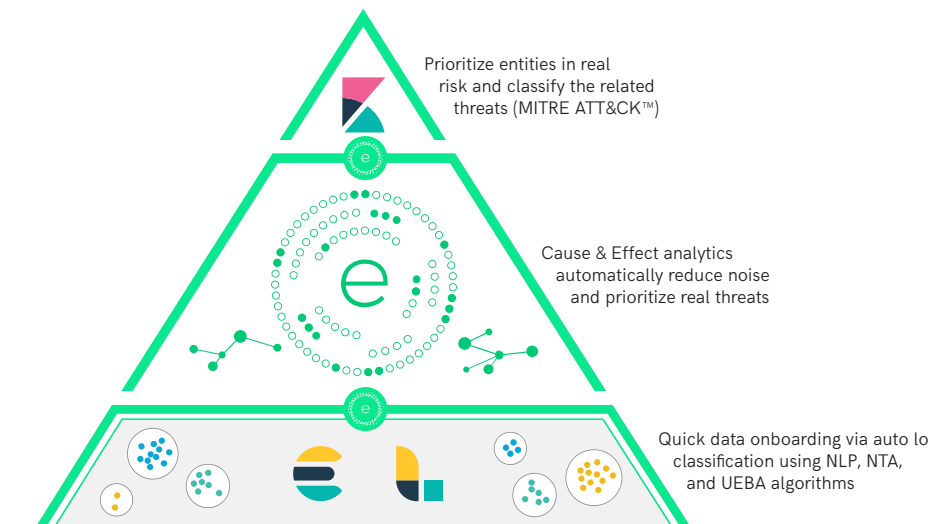 Prioritize entities in real
risk and classify the related
threats (MITRE ATT&CK™)
e
e
Cause & Effect analytics
automatically reduce noise
and prioritize real threats
e
Quick data onboarding via auto lo
classification using NLP, NTA,
and UEBA algorithms